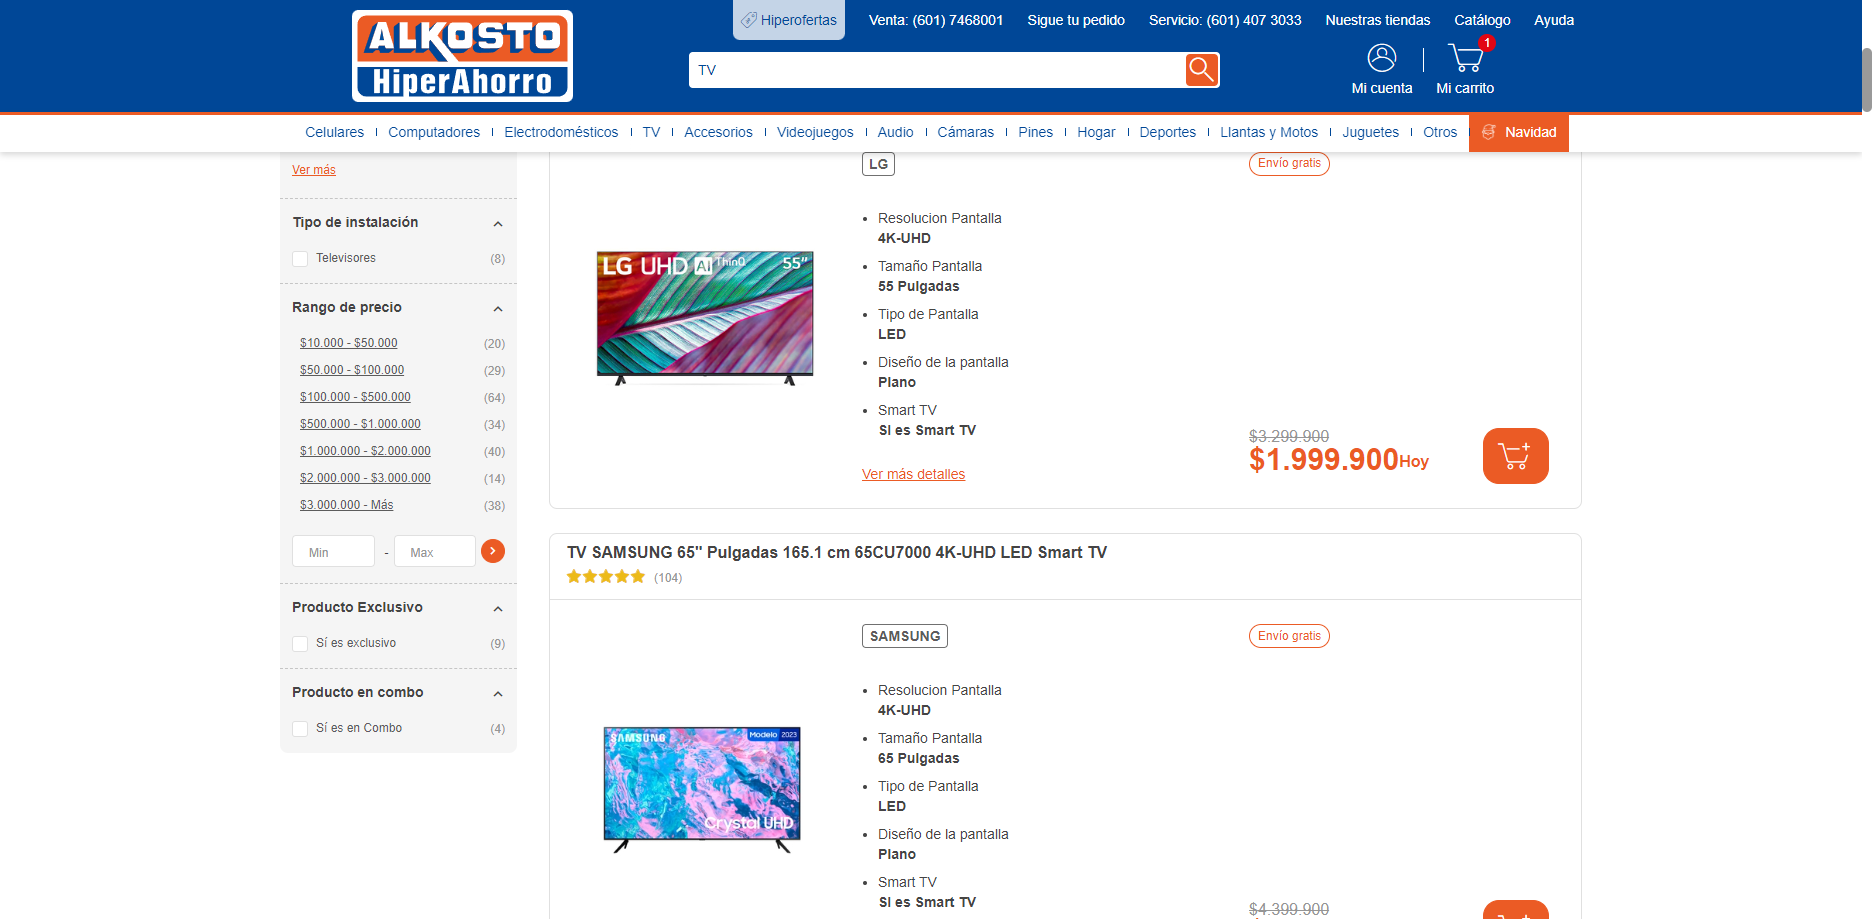 Hiperofertas
Venta: (601) 7468001
Sigue tu pedido
Servicio: (601) 407 3033
Nuestras tiendas
Catálogo
Ayuda
ALKOSTO
HiperAhorro
TV
Mi cuenta
1
Mi carrito
Celulares
Computadores
Electrodomésticos
TV
Accesorios
Videojuegos
Audio
Cámaras
Pines
Hogar
Deportes
Llantas y Motos
Juguetes
Otros
Navidad
Ver más
Tipo de instalación
Televisores (8)
Rango de precio
$10.000 - $50.000 (20)
$50.000 - $100.000 (29)
$100.000 - $500.000 (64)
$500.000 - $1.000.000 (34)
$1.000.000 - $2.000.000 (40)
$2.000.000 - $3.000.000 (14)
$3.000.000 - Más (38)
Min - Max
Producto Exclusivo
Sí es exclusivo (9)
Producto en combo
Sí es en Combo (4)
LG
Envío gratis
LG UHD AI ThinQ 55"
Resolucion Pantalla
4K-UHD
Tamaño Pantalla
55 Pulgadas
Tipo de Pantalla
LED
Diseño de la pantalla
Plano
Smart TV
SI es Smart TV
Ver más detalles
$3.299.900
$1.999.900 Hoy
TV SAMSUNG 65" Pulgadas 165.1 cm 65CU7000 4K-UHD LED Smart TV
(104)
SAMSUNG
Envío gratis
SAMSUNG
Modelo 2023
Crystal UHD
Resolucion Pantalla
4K-UHD
Tamaño Pantalla
65 Pulgadas
Tipo de Pantalla
LED
Diseño de la pantalla
Plano
Smart TV
SI es Smart TV
$4.399.900